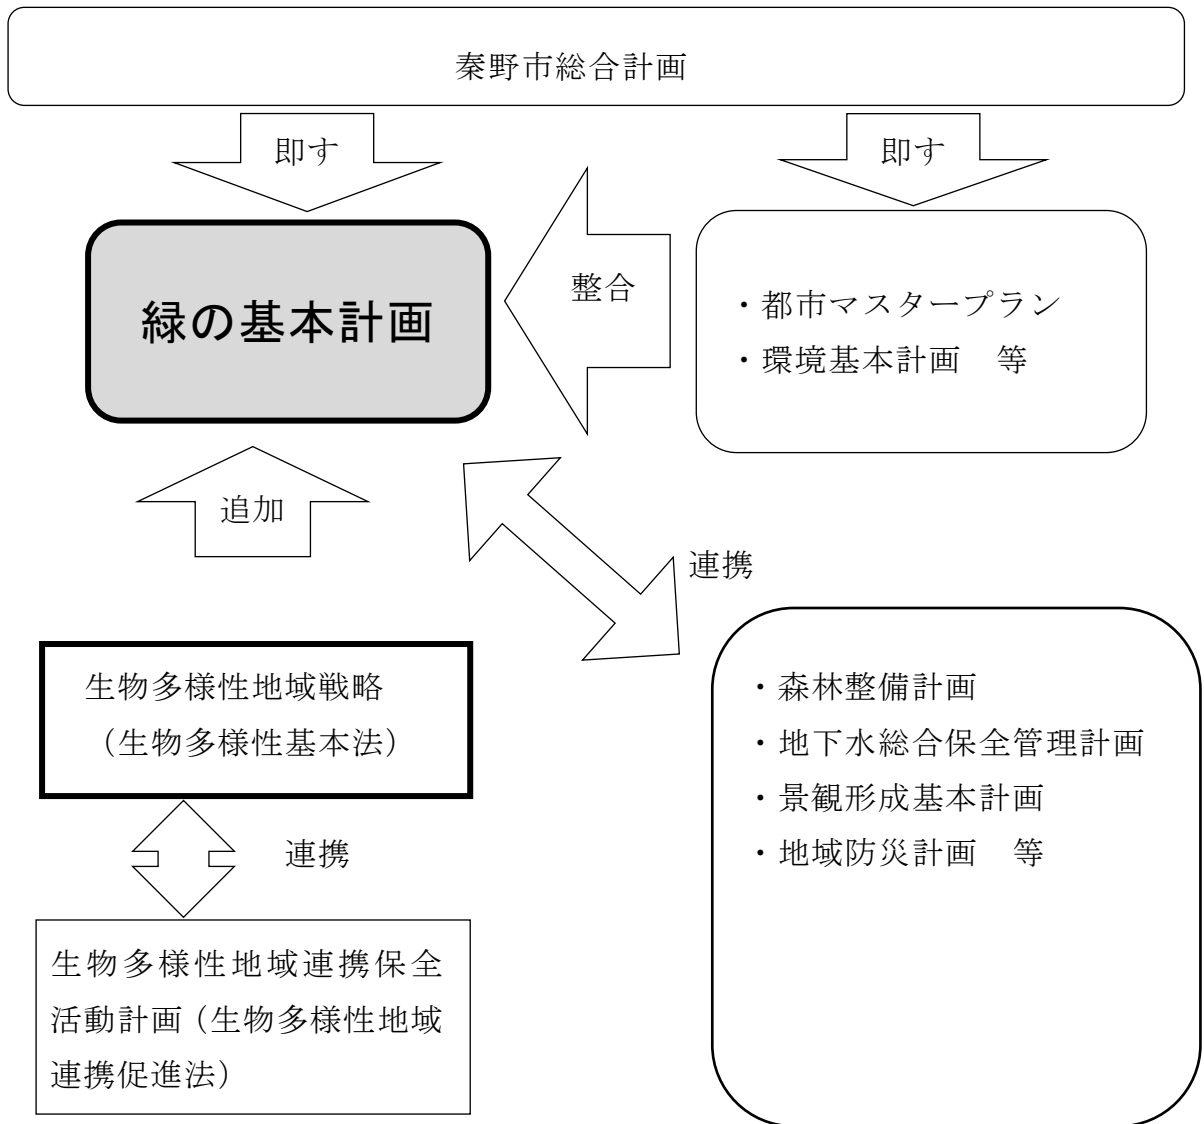 秦野市総合計画
即す
即す
緑の基本計画
整合
・都市マスタープラン
・環境基本計画　等
追加
連携
生物多様性地域戦略
（生物多様性基本法）
・森林整備計画
・地下水総合保全管理計画
・景観形成基本計画
・地域防災計画　等
連携
生物多様性地域連携保全
活動計画（生物多様性地域
連携促進法）